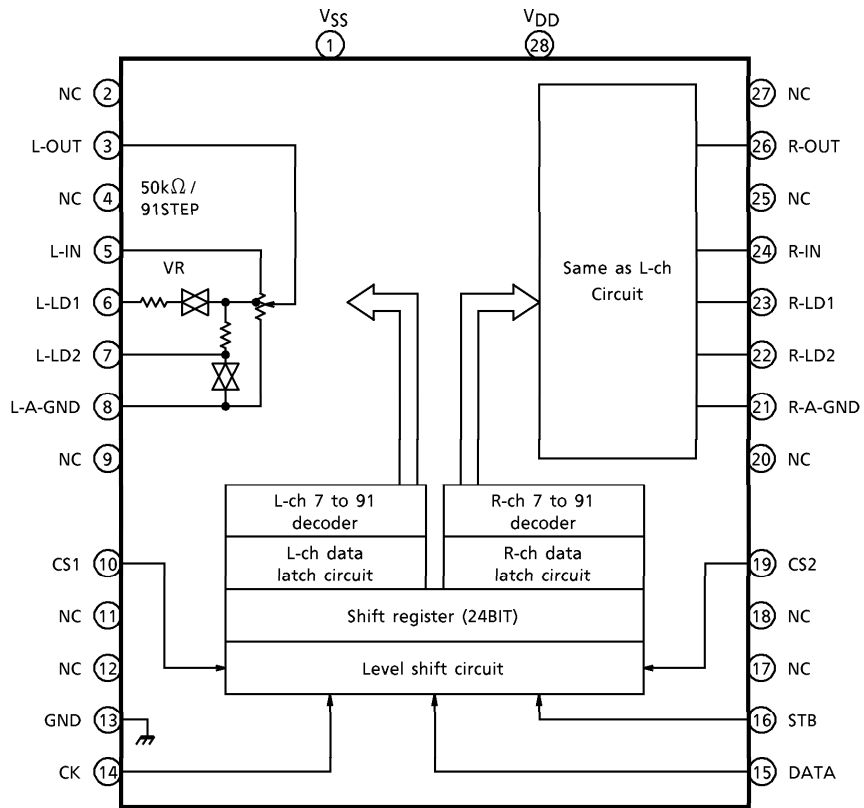 VSS
VDD
1
28
NC 2
27 NC
L-OUT 3
26 R-OUT
NC 4
50kΩ /
91STEP
25 NC
L-IN 5
24 R-IN
VR
Same as L-ch
Circuit
L-LD1 6
23 R-LD1
L-LD2 7
22 R-LD2
L-A-GND 8
21 R-A-GND
NC 9
20 NC
L-ch 7 to 91
decoder
R-ch 7 to 91
decoder
L-ch data
latch circuit
R-ch data
latch circuit
CS1 10
19 CS2
NC 11
Shift register (24BIT)
18 NC
NC 12
Level shift circuit
17 NC
GND 13
16 STB
CK 14
15 DATA